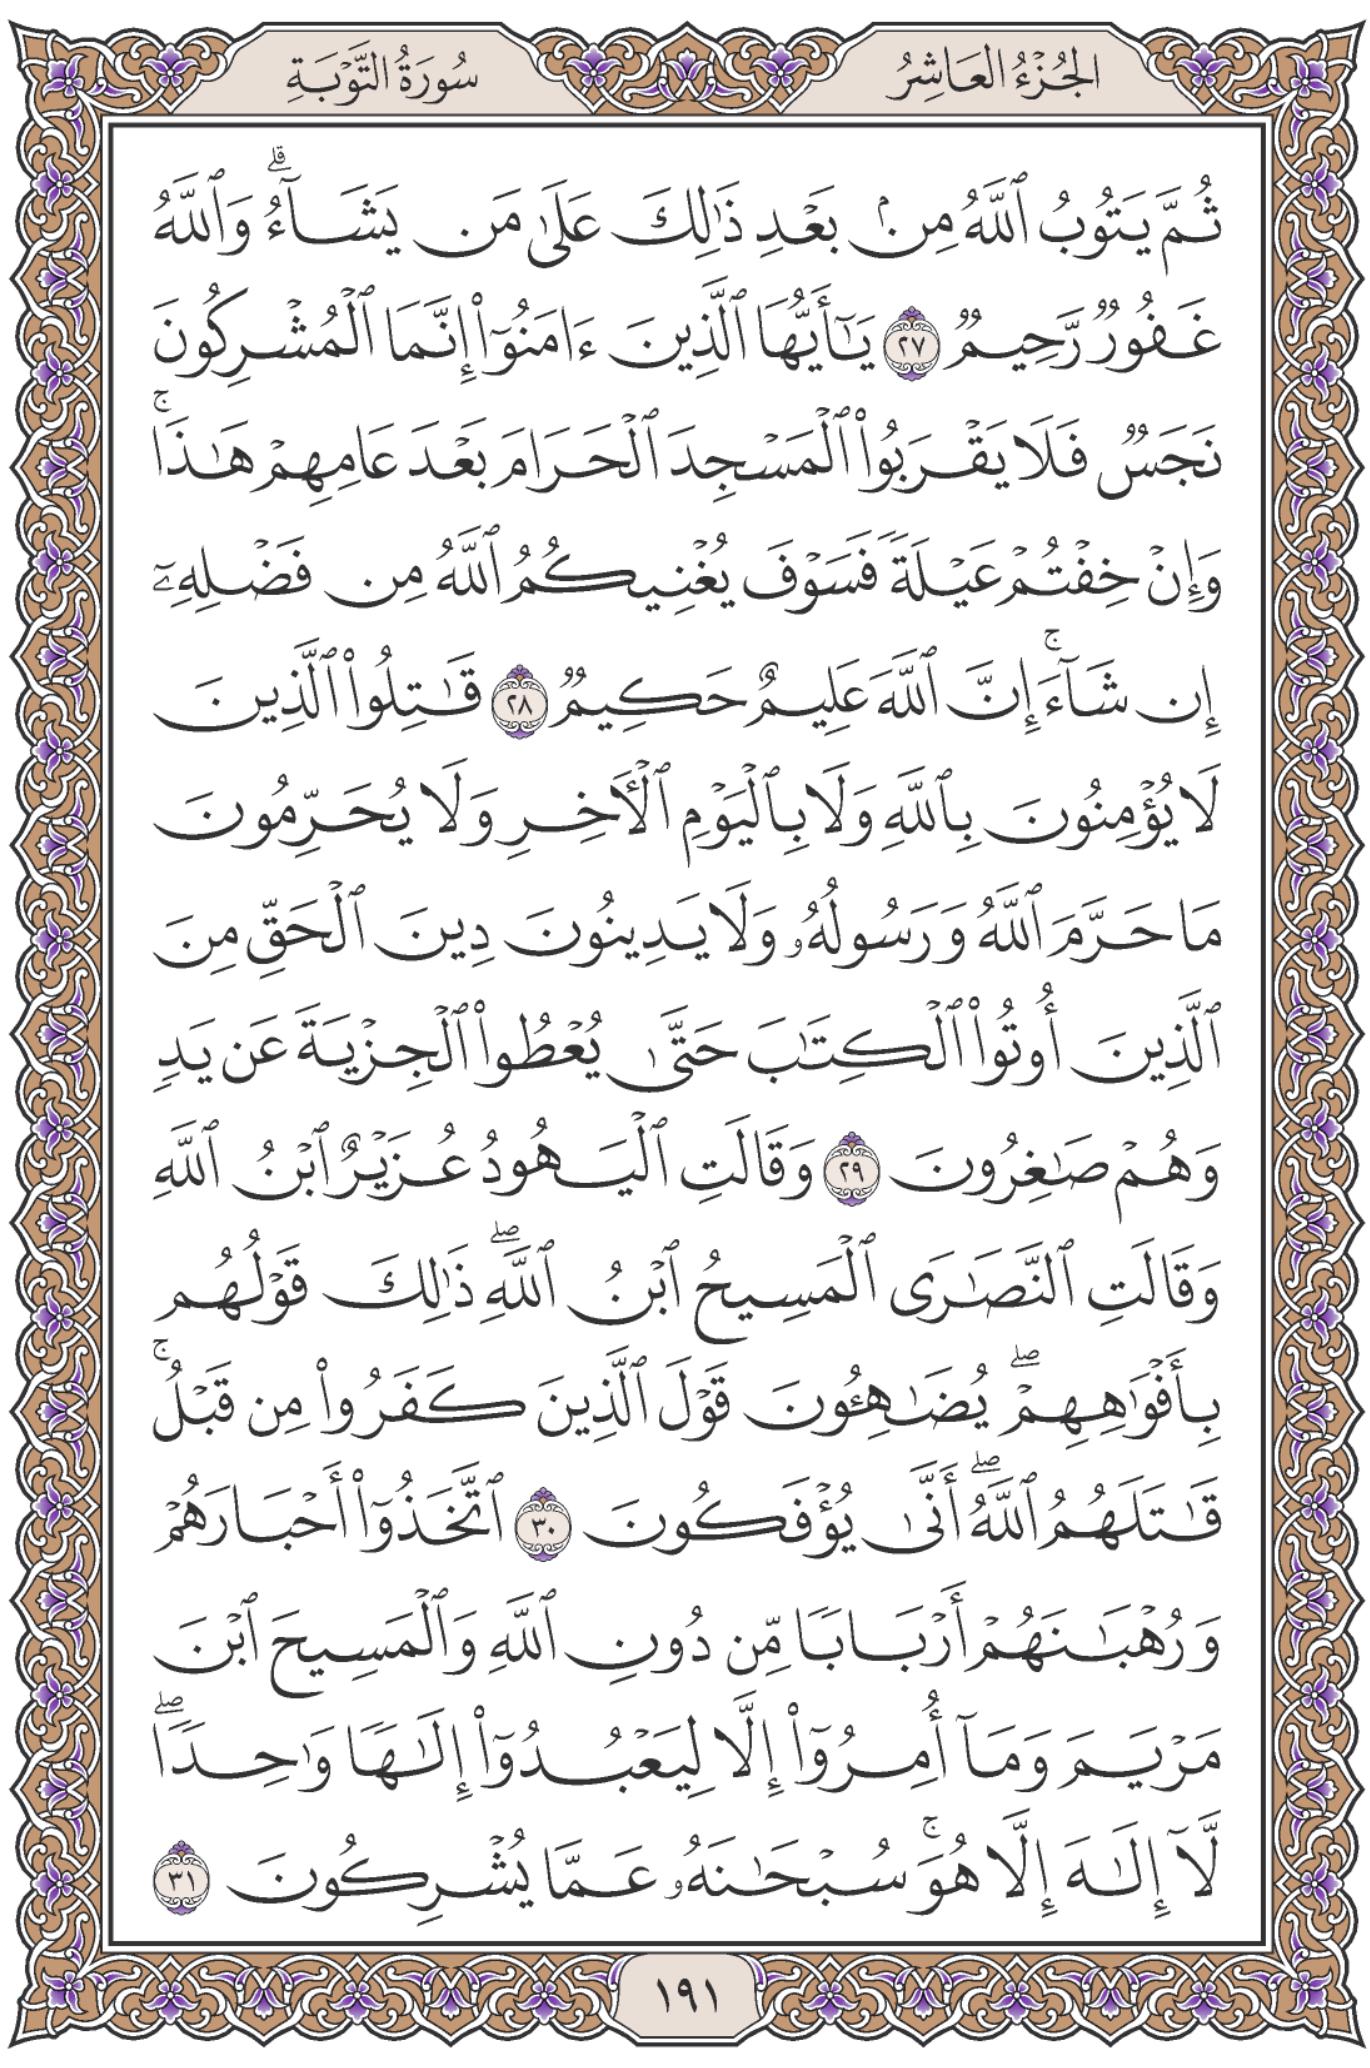 الجُزْءُ العَاشِرُ
سُورَةُ التَّوْبَةِ
ثُمَّ يَتُوبُ ٱللَّهُ مِنۢ بَعْدِ ذَٰلِكَ عَلَىٰ مَن يَشَآءُۗ وَٱللَّهُ
غَفُورٌ رَّحِيمٌ ٢٧ يَٰٓأَيُّهَا ٱلَّذِينَ ءَامَنُوٓا۟ إِنَّمَا ٱلْمُشْرِكُونَ
نَجَسٌ فَلَا يَقْرَبُوا۟ ٱلْمَسْجِدَ ٱلْحَرَامَ بَعْدَ عَامِهِمْ هَٰذَاۚ
وَإِنْ خِفْتُمْ عَيْلَةً فَسَوْفَ يُغْنِيكُمُ ٱللَّهُ مِن فَضْلِهِۦٓ
إِن شَآءَۚ إِنَّ ٱللَّهَ عَلِيمٌ حَكِيمٌ ٢٨ قَٰتِلُوا۟ ٱلَّذِينَ
لَا يُؤْمِنُونَ بِٱللَّهِ وَلَا بِٱلْيَوْمِ ٱلْأَخِرِ وَلَا يُحَرِّمُونَ
مَا حَرَّمَ ٱللَّهُ وَرَسُولُهُۥ وَلَا يَدِينُونَ دِينَ ٱلْحَقِّ مِنَ
ٱلَّذِينَ أُوتُوا۟ ٱلْكِتَٰبَ حَتَّىٰ يُعْطُوا۟ ٱلْجِزْيَةَ عَن يَدٍ
وَهُمْ صَٰغِرُونَ ٢٩ وَقَالَتِ ٱلْيَهُودُ عُزَيْرٌ ٱبْنُ ٱللَّهِ
وَقَالَتِ ٱلنَّصَٰرَى ٱلْمَسِيحُ ٱبْنُ ٱللَّهِۖ ذَٰلِكَ قَوْلُهُم
بِأَفْوَٰهِهِمْۖ يُضَٰهِـُٔونَ قَوْلَ ٱلَّذِينَ كَفَرُوا۟ مِن قَبْلُۚ
قَٰتَلَهُمُ ٱللَّهُۖ أَنَّىٰ يُؤْفَكُونَ ٣٠ ٱتَّخَذُوٓا۟ أَحْبَارَهُمْ
وَرُهْبَٰنَهُمْ أَرْبَابًا مِّن دُونِ ٱللَّهِ وَٱلْمَسِيحَ ٱبْنَ
مَرْيَمَ وَمَآ أُمِرُوٓا۟ إِلَّا لِيَعْبُدُوٓا۟ إِلَٰهًا وَٰحِدًاۖ
لَّآ إِلَٰهَ إِلَّا هُوَۚ سُبْحَٰنَهُۥ عَمَّا يُشْرِكُونَ ٣١
١٩١